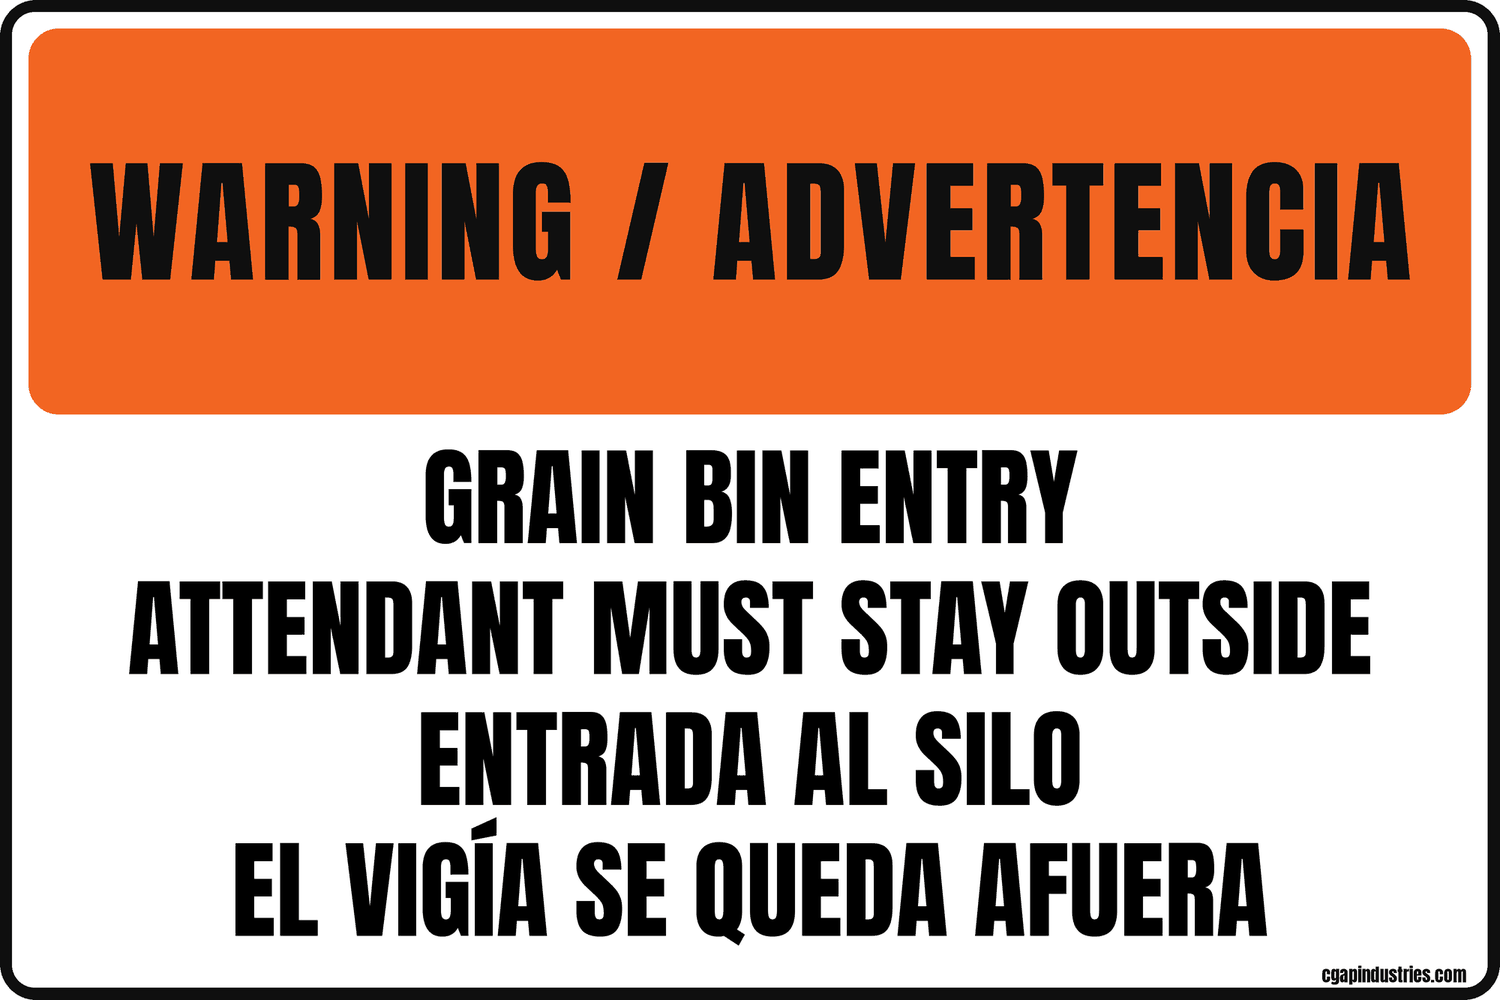 WARNING / ADVERTENCIA
GRAIN BIN ENTRY
ATTENDANT MUST STAY OUTSIDE
ENTRADA AL SILO
EL VIGÍA SE QUEDA AFUERA
cgapindustries.com